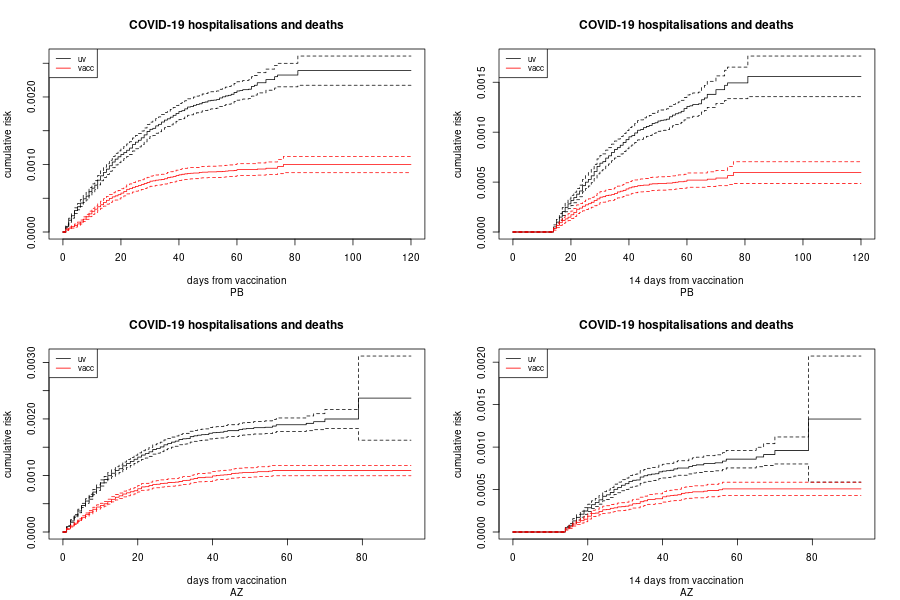 COVID-19 hospitalisations and deaths
uv
vacc
cumulative risk
0.0000
0.0010
0.0020
0 20 40 60 80 100 120
days from vaccination
PB
COVID-19 hospitalisations and deaths
uv
vacc
cumulative risk
0.0000
0.0005
0.0010
0.0015
0 20 40 60 80 100 120
14 days from vaccination
PB
COVID-19 hospitalisations and deaths
uv
vacc
cumulative risk
0.0000
0.0010
0.0020
0.0030
0 20 40 60 80
days from vaccination
AZ
COVID-19 hospitalisations and deaths
uv
vacc
cumulative risk
0.0000
0.0005
0.0010
0.0015
0.0020
0 20 40 60 80
14 days from vaccination
AZ